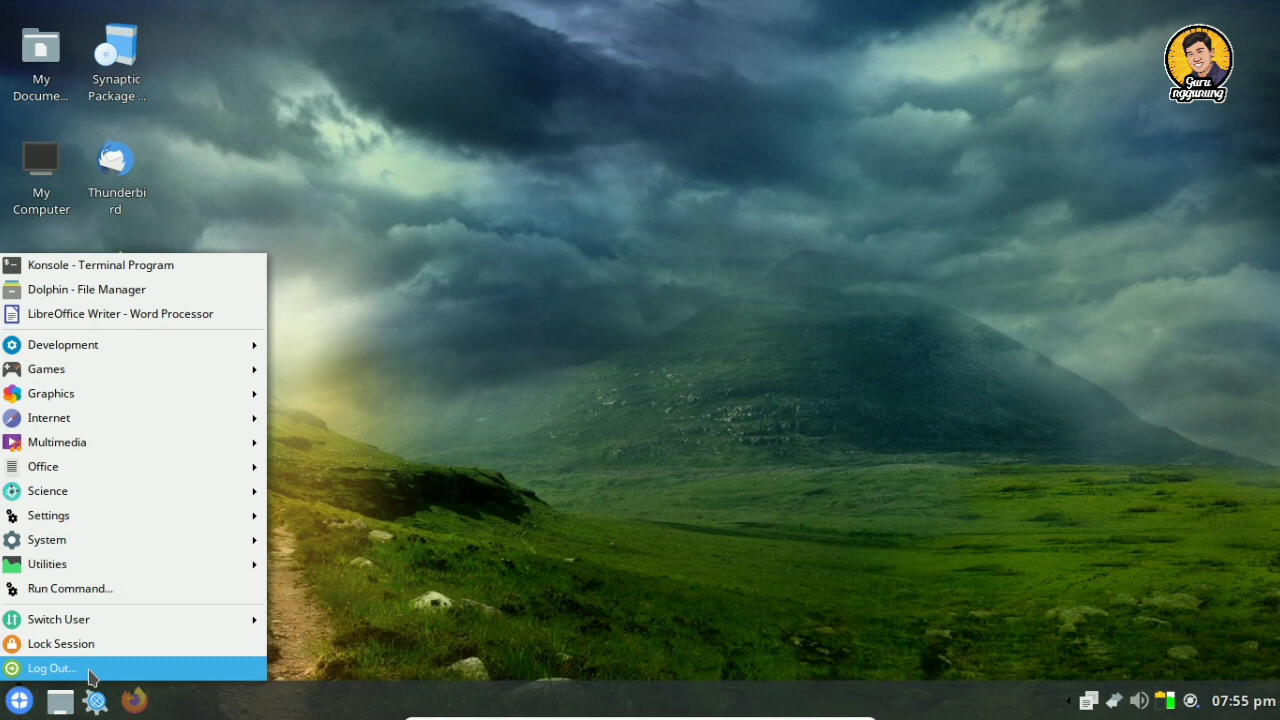 My
Docume...
Synaptic
Package ...
My
Computer
Thunderbi
rd
Guru
nggunung
Konsole - Terminal Program
Dolphin - File Manager
LibreOffice Writer - Word Processor
Development
Games
Graphics
Internet
Multimedia
Office
Science
Settings
System
Utilities
Run Command...
Switch User
Lock Session
Log Out...
07:55 pm